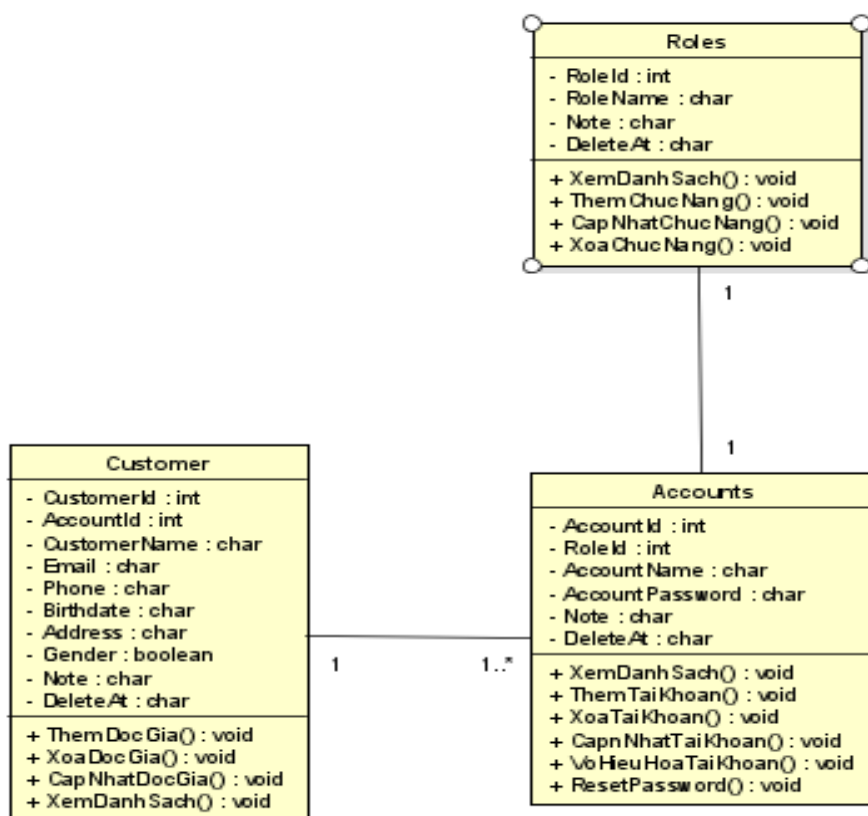 Roles
- RoleId : int
- RoleName : char
- Note : char
- DeleteAt : char
+ XemDanhSach() : void
+ ThemChucNang() : void
+ CapNhatChucNang() : void
+ XoaChucNang() : void
1
1
Customer
- CustomerId : int
- AccountId : int
- CustomerName : char
- Email : char
- Phone : char
- Birthdate : char
- Address : char
- Gender : boolean
- Note : char
- DeleteAt : char
+ ThemDocGia() : void
+ XoaDocGia() : void
+ CapNhatDocGia() : void
+ XemDanhSach() : void
1
1..*
Accounts
- AccountId : int
- RoleId : int
- AccountName : char
- AccountPassword : char
- Note : char
- DeleteAt : char
+ XemDanhSach() : void
+ ThemTaiKhoan() : void
+ XoaTaiKhoan() : void
+ CapnNhatTaiKhoan() : void
+ VoHieuHoaTaiKhoan() : void
+ ResetPassword() : void